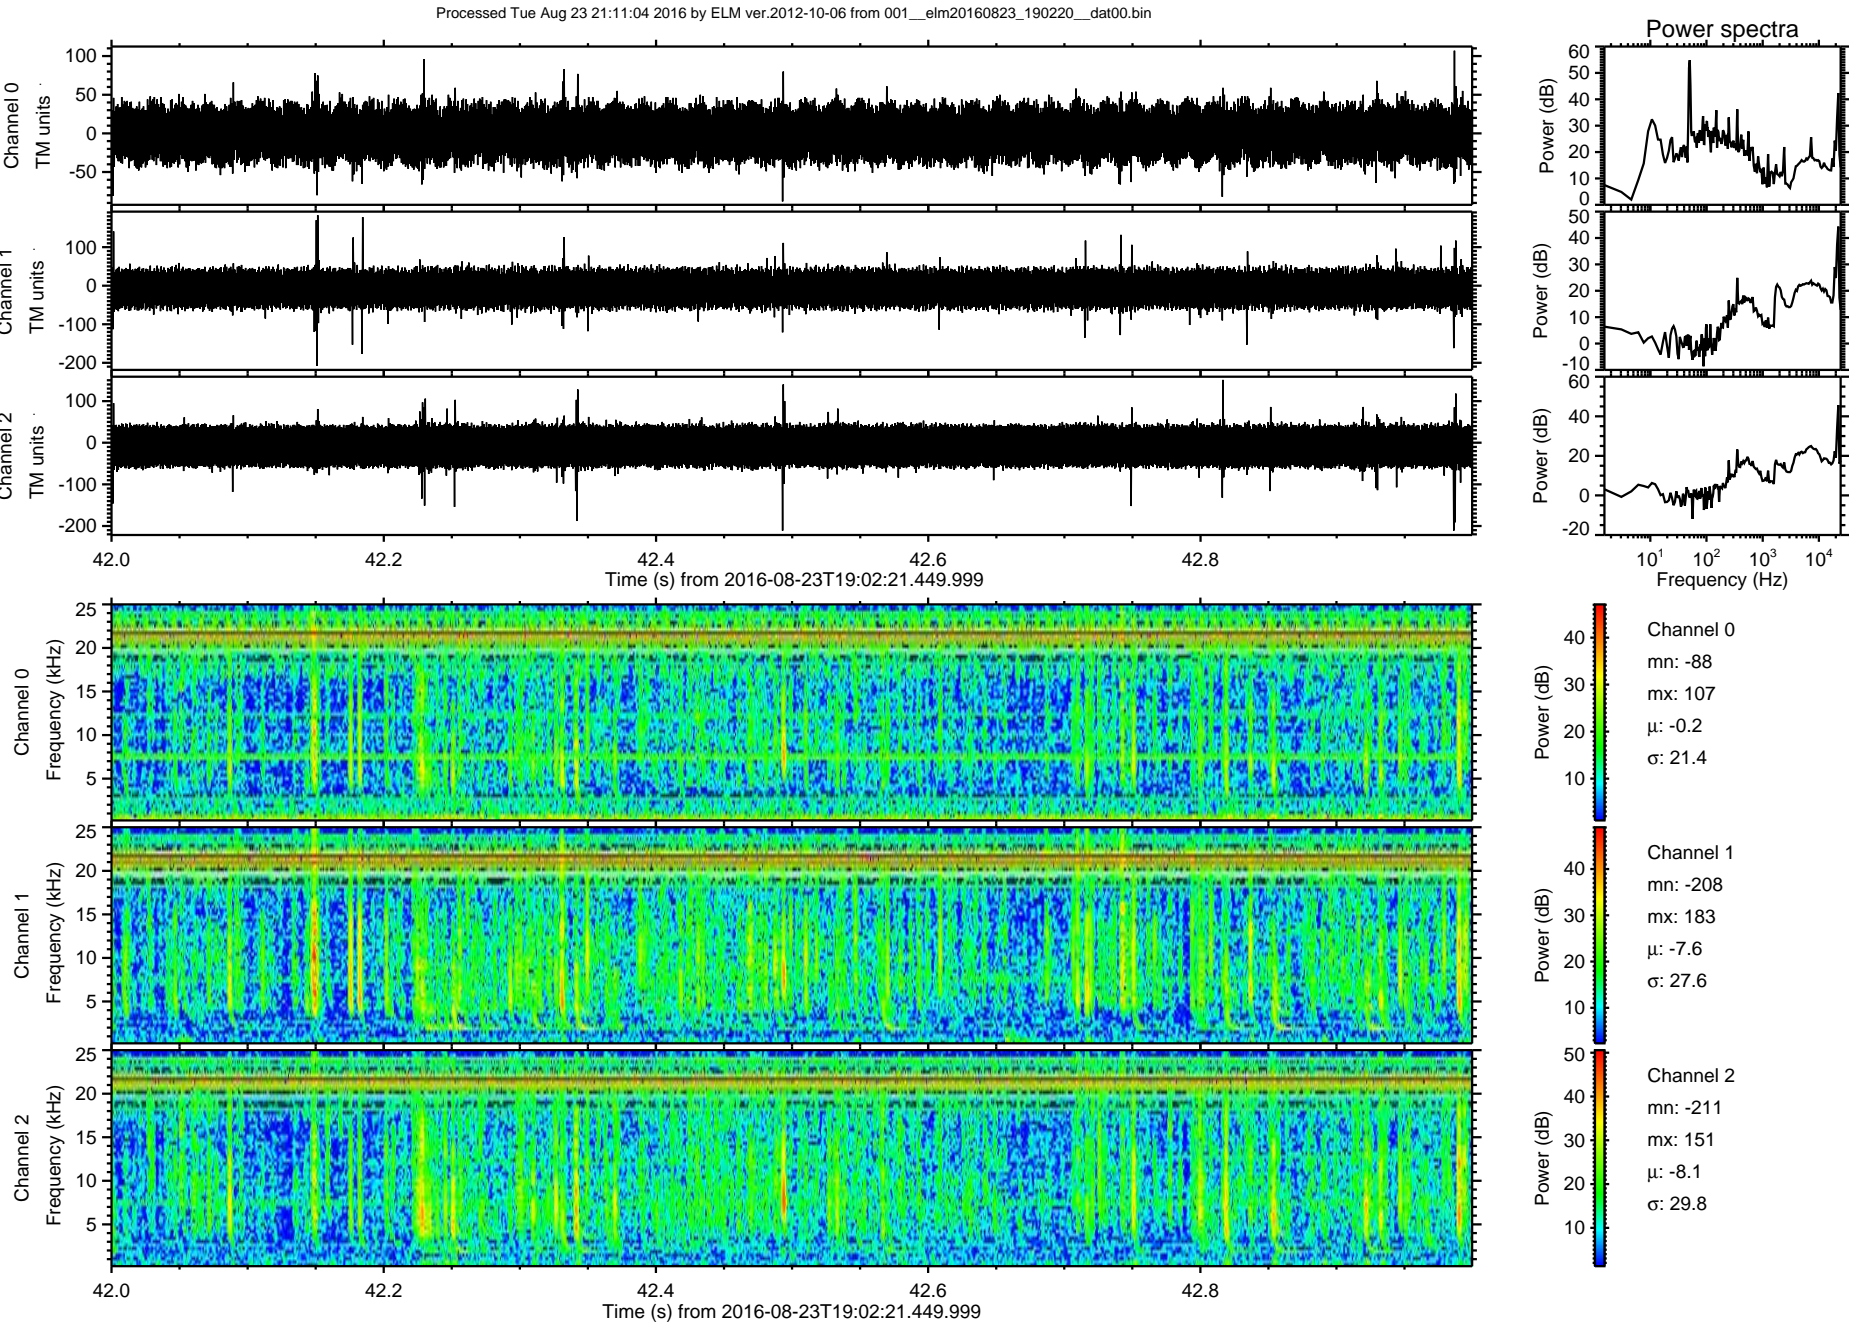 Processed Tue Aug 23 21:11:04 2016 by ELM ver.2012-10-06 from 001__elm20160823_190220__dat00.bin
Power spectra
Channel 0
TM units
100
50
0
-50
Power (dB)
60
50
40
30
20
10
0
Channel 1
TM units
100
0
-100
-200
Power (dB)
50
40
30
20
10
0
-10
Channel 2
TM units
100
0
-100
-200
Power (dB)
60
40
20
0
-20
42.0 42.2 42.4 42.6 42.8
Time (s) from 2016-08-23T19:02:21.449.999
10¹ 10² 10³ 10⁴
Frequency (Hz)
Channel 0
Frequency (kHz)
25
20
15
10
5
Power (dB)
40
30
20
10
Channel 0
mn: -88
mx: 107
μ: -0.2
σ: 21.4
Channel 1
Frequency (kHz)
25
20
15
10
5
Power (dB)
40
30
20
10
Channel 1
mn: -208
mx: 183
μ: -7.6
σ: 27.6
Channel 2
Frequency (kHz)
25
20
15
10
5
Power (dB)
50
40
30
20
10
Channel 2
mn: -211
mx: 151
μ: -8.1
σ: 29.8
42.0 42.2 42.4 42.6 42.8
Time (s) from 2016-08-23T19:02:21.449.999